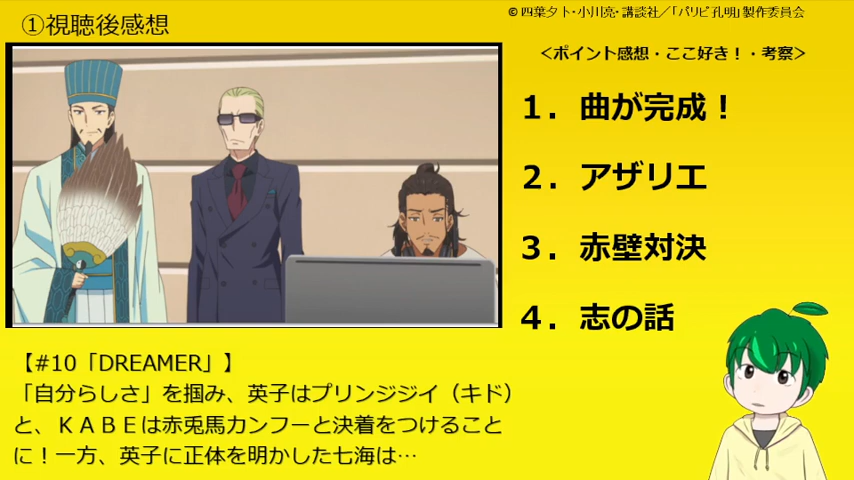 ©四葉夕卜・小川亮・講談社／「パリピ孔明」製作委員会
①視聴後感想
＜ポイント感想・ここ好き！・考察＞
１．曲が完成！
２．アザリエ
３．赤壁対決
４．志の話
【#10「DREAMER」】
「自分らしさ」を掴み、英子はプリンジジイ（キド）
と、ＫＡＢＥは赤兎馬カンフーと決着をつけること
に！一方、英子に正体を明かした七海は…